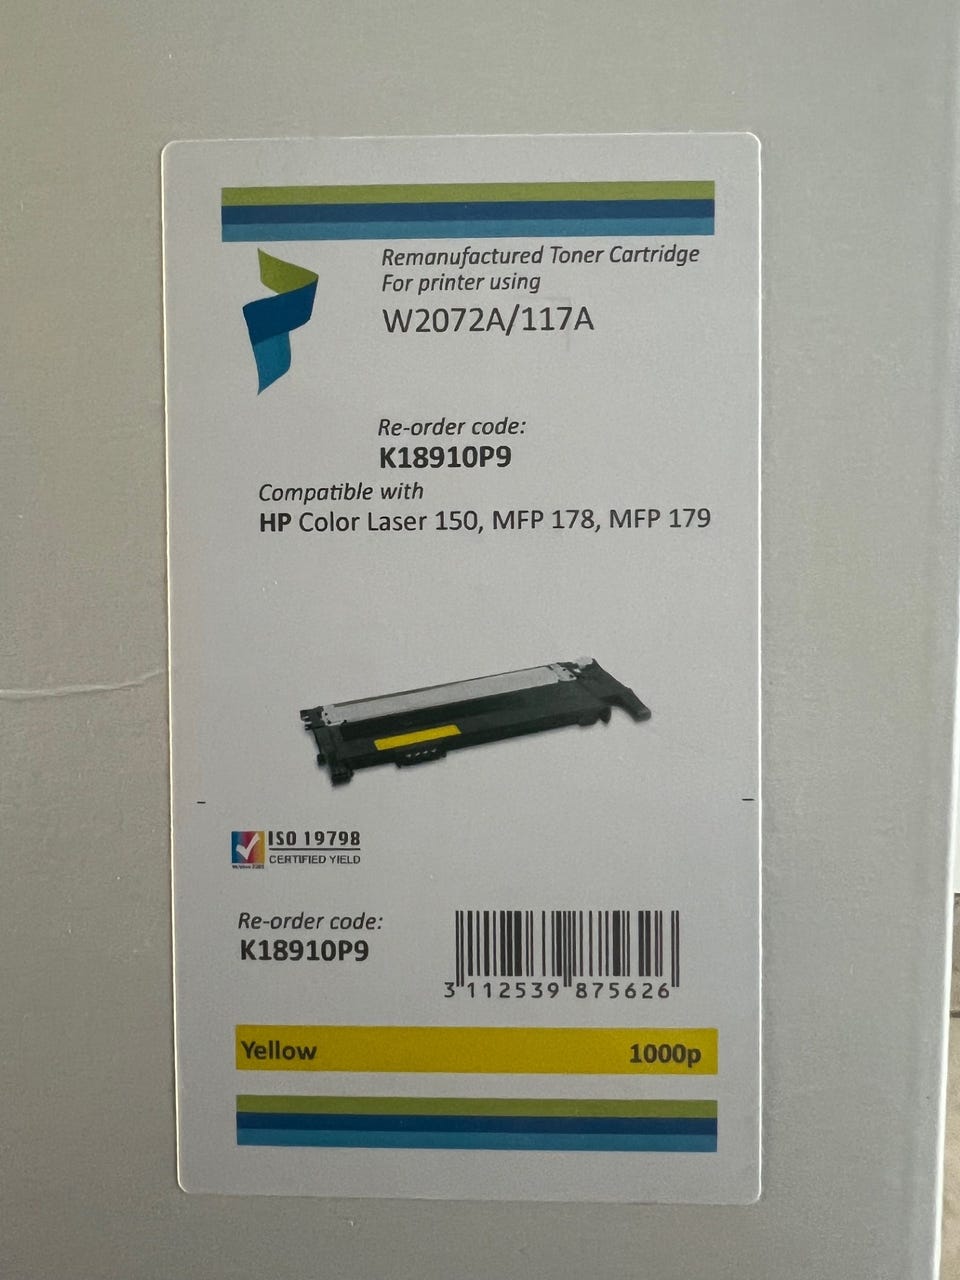 Remanufactured Toner Cartridge
For printer using
W2072A/117A
Re-order code:
K18910P9
Compatible with
HP Color Laser 150, MFP 178, MFP 179
ISO 19798
CERTIFIED YIELD
Re-order code:
K18910P9
3 112539 875626
Yellow 1000p